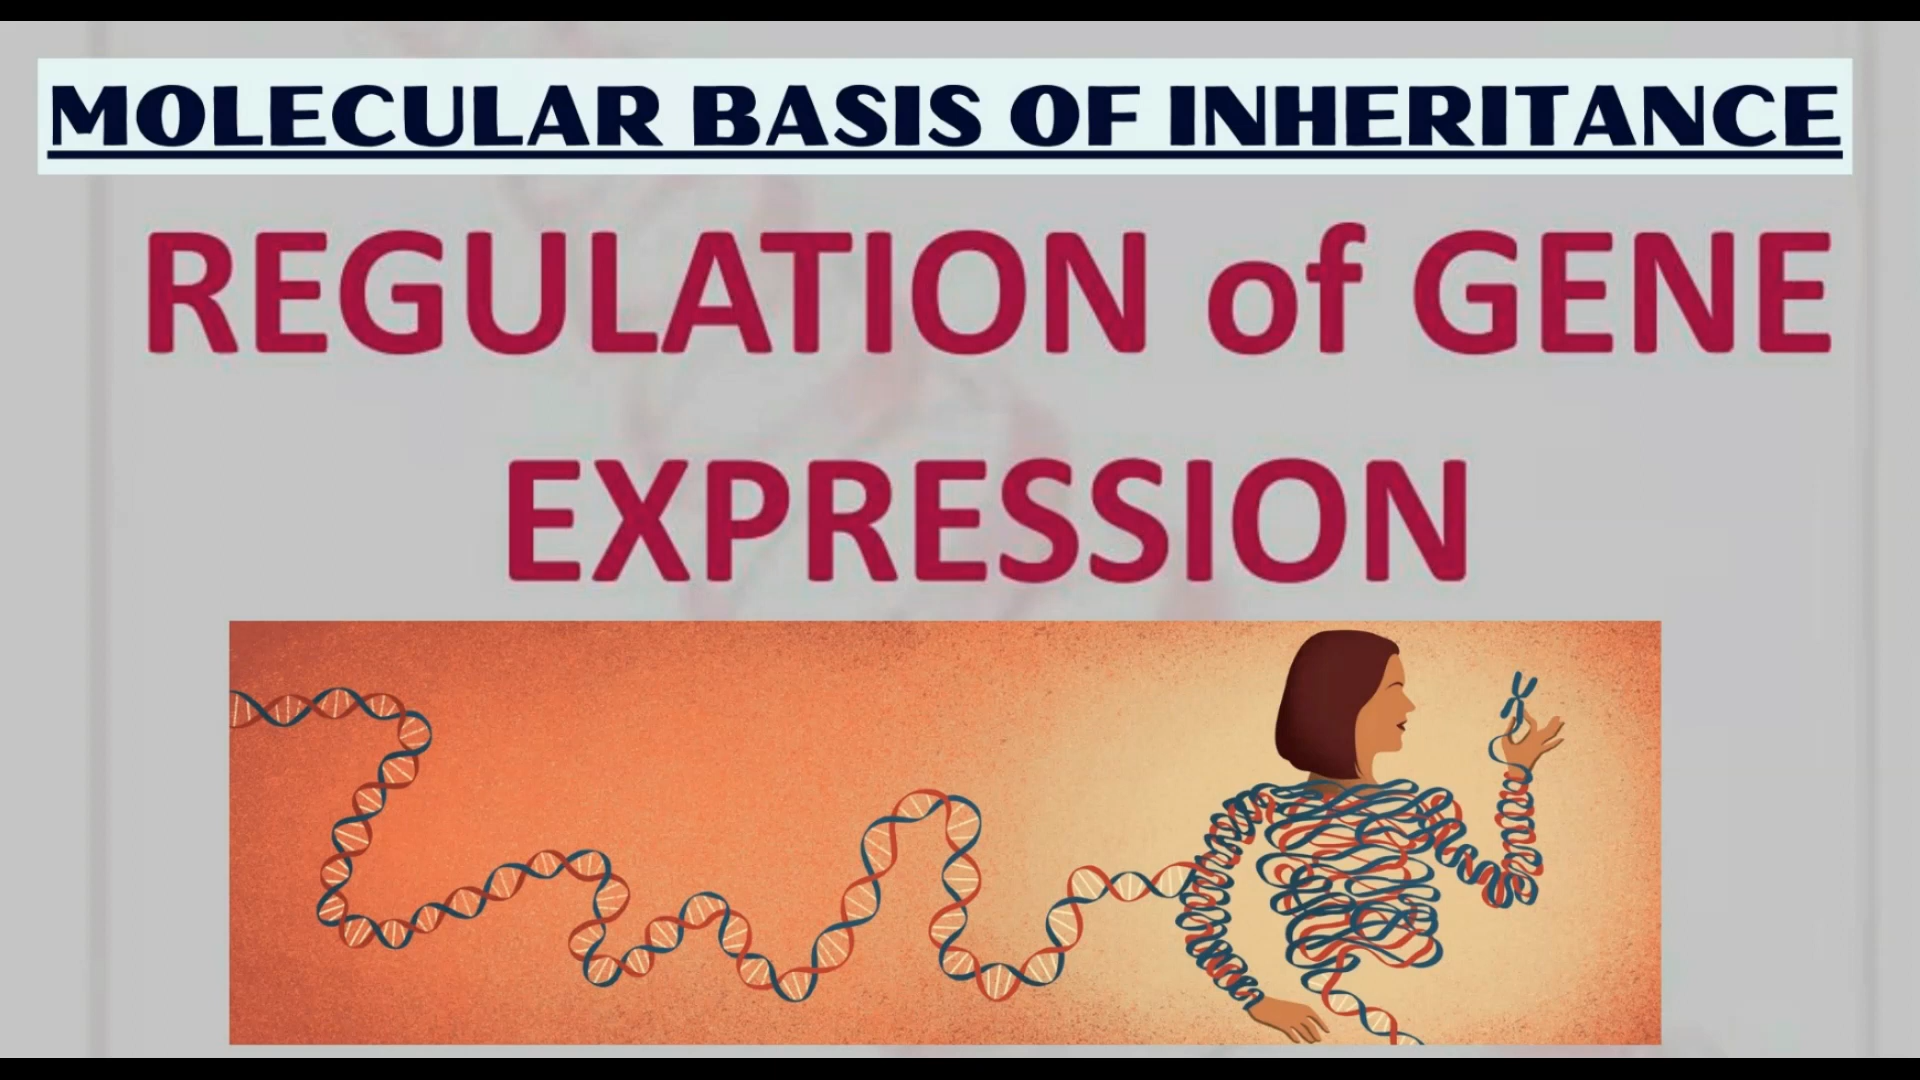 MOLECULAR BASIS OF INHERITANCE
REGULATION of GENE
EXPRESSION